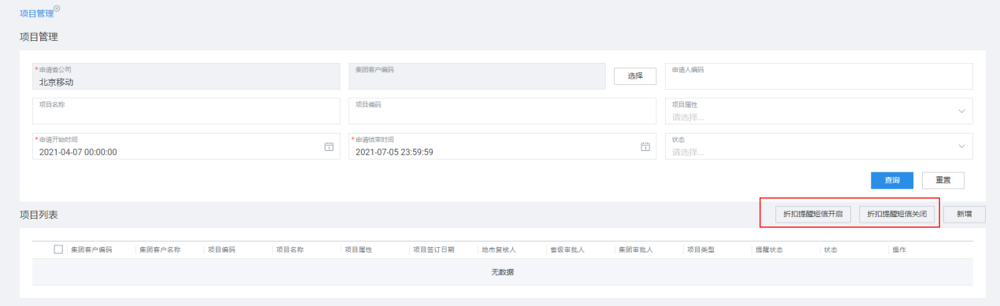 项目管理
项目管理
*申请省公司
北京移动
集团客户编码
选择
申请人编码
项目名称
项目编码
项目属性
请选择...
*申请开始时间
2021-04-07 00:00:00
*申请结束时间
2021-07-05 23:59:59
状态
请选择...
查询
重置
项目列表
折扣提醒短信开启
折扣提醒短信关闭
新增
集团客户编码 集团客户名称 项目编码 项目名称 项目属性 项目签订日期 地市复核人 省级审批人 集团审批人 项目类型 提醒状态 状态 操作
无数据